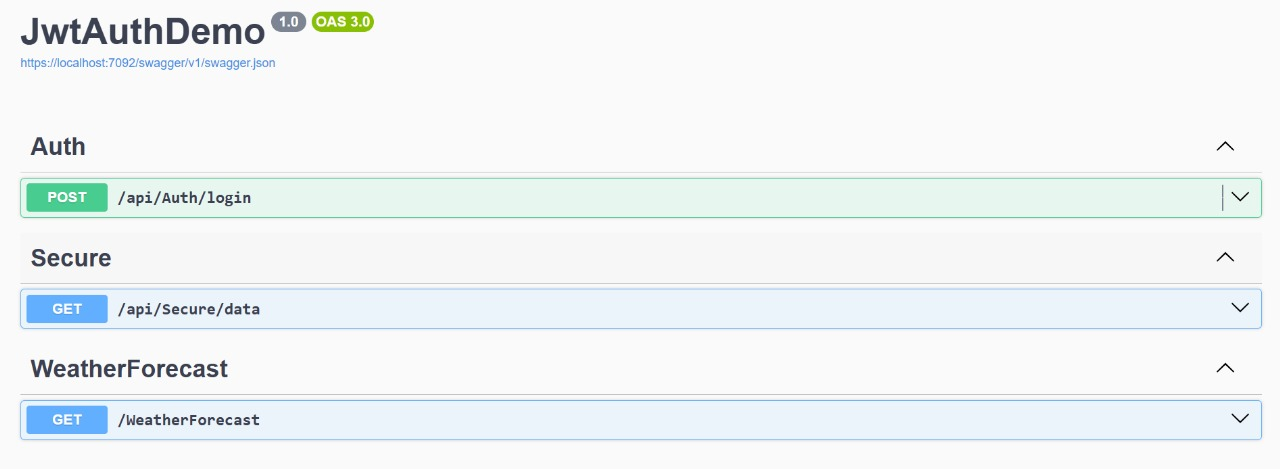 JwtAuthDemo 1.0 OAS 3.0
https://localhost:7092/swagger/v1/swagger.json
Auth
POST /api/Auth/login
Secure
GET /api/Secure/data
WeatherForecast
GET /WeatherForecast